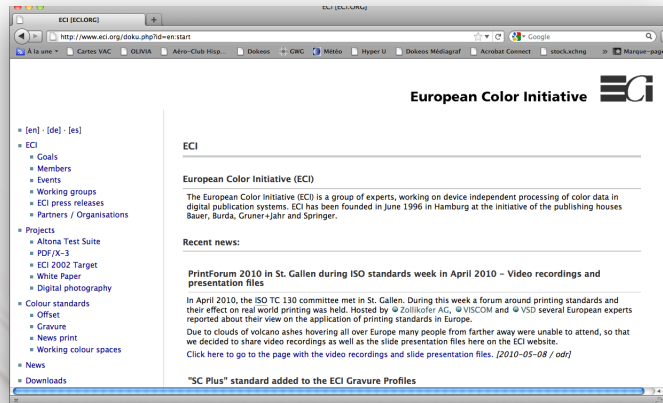 ECI [ECI.ORG]
ECI [ECI.ORG]
http://www.eci.org/doku.php?id=en:start
Google
À la une
Cartes VAC
OLIVIA
Aéro-Club Hisp...
Dokeos
GWG
Météo
Hyper U
Dokeos Médiagraf
Acrobat Connect
stock.xchng
» Marque-page
European Color Initiative ECi
[en] · [de] · [es]
ECI
Goals
Members
Events
Working groups
ECI press releases
Partners / Organisations
Projects
Altona Test Suite
PDF/X-3
ECI 2002 Target
White Paper
Digital photography
Colour standards
Offset
Gravure
News print
Working colour spaces
News
Downloads
ECI
European Color Initiative (ECI)
The European Color Initiative (ECI) is a group of experts, working on device independent processing of color data in
digital publication systems. ECI has been founded in June 1996 in Hamburg at the initiative of the publishing houses
Bauer, Burda, Gruner+Jahr and Springer.
Recent news:
PrintForum 2010 in St. Gallen during ISO standards week in April 2010 – Video recordings and
presentation files
In April 2010, the ISO TC 130 committee met in St. Gallen. During this week a forum around printing standards and
their effect on real world printing was held. Hosted by Zollikofer AG, VISCOM and VSD several European experts
reported about their view on the application of printing standards in Europe.
Due to clouds of volcano ashes hovering all over Europe many people from farther away were unable to attend, so that
we decided to share video recordings as well as the slide presentation files here on the ECI website.
Click here to go to the page with the video recordings and slide presentation files. [2010-05-08 / odr]
"SC Plus" standard added to the ECI Gravure Profiles